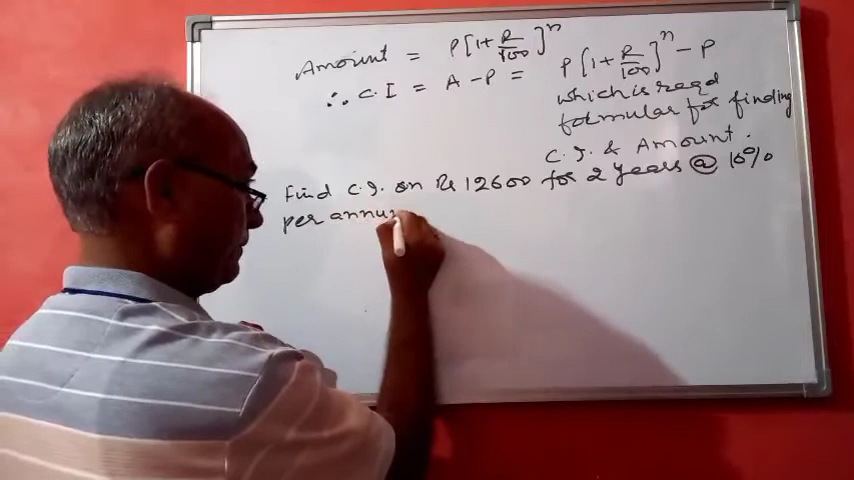 Amount = P[1+R/100]^n
∴ C.I = A-P = P[1+R/100]^n - P
which is reqd
formular for finding
C.I. & Amount.
Find C.I. on Rs 12600 for 2 years @ 10%
per annu